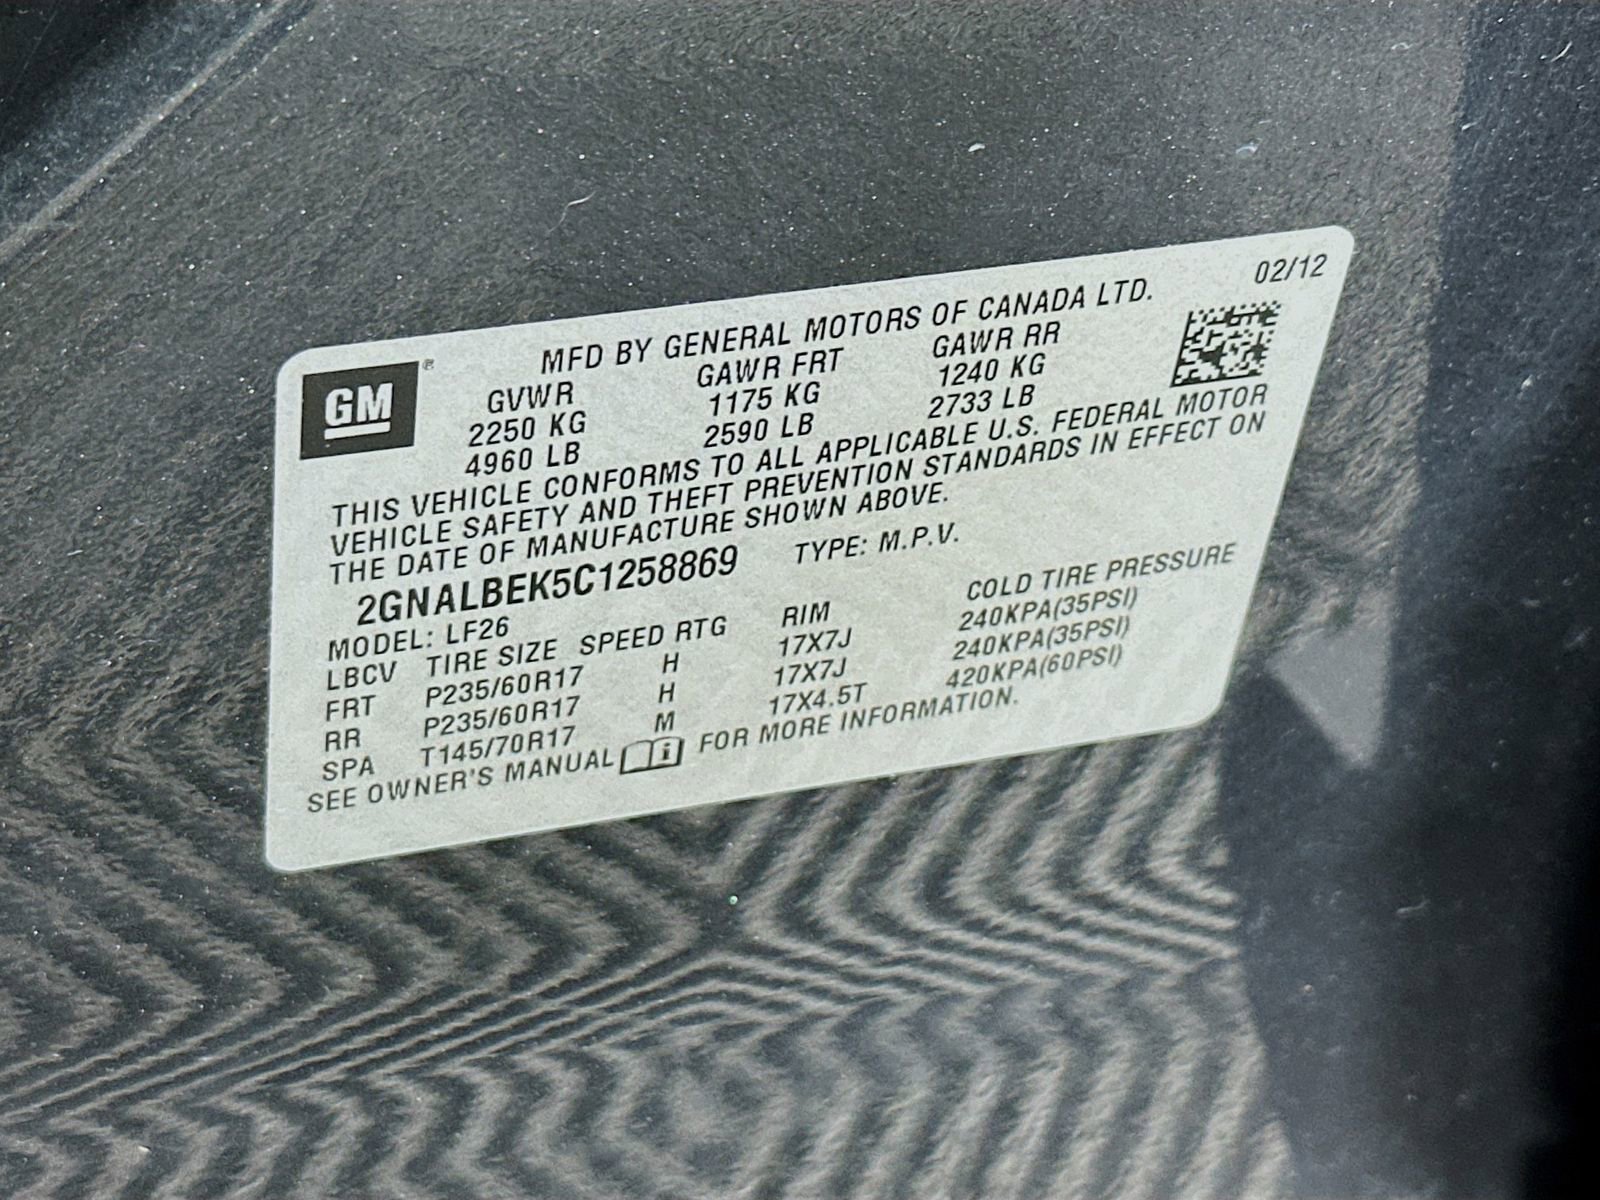 02/12
MFD BY GENERAL MOTORS OF CANADA LTD.
GM®
GVWR GAWR FRT GAWR RR
2250 KG 1175 KG 1240 KG
4960 LB 2590 LB 2733 LB
THIS VEHICLE CONFORMS TO ALL APPLICABLE U.S. FEDERAL MOTOR
VEHICLE SAFETY AND THEFT PREVENTION STANDARDS IN EFFECT ON
THE DATE OF MANUFACTURE SHOWN ABOVE.
2GNALBEK5C1258869 TYPE: M.P.V.
MODEL: LF26
LBCV TIRE SIZE SPEED RTG RIM COLD TIRE PRESSURE
FRT P235/60R17 H 17X7J 240KPA(35PSI)
RR P235/60R17 H 17X7J 240KPA(35PSI)
SPA T145/70R17 M 17X4.5T 420KPA(60PSI)
SEE OWNER'S MANUAL i FOR MORE INFORMATION.